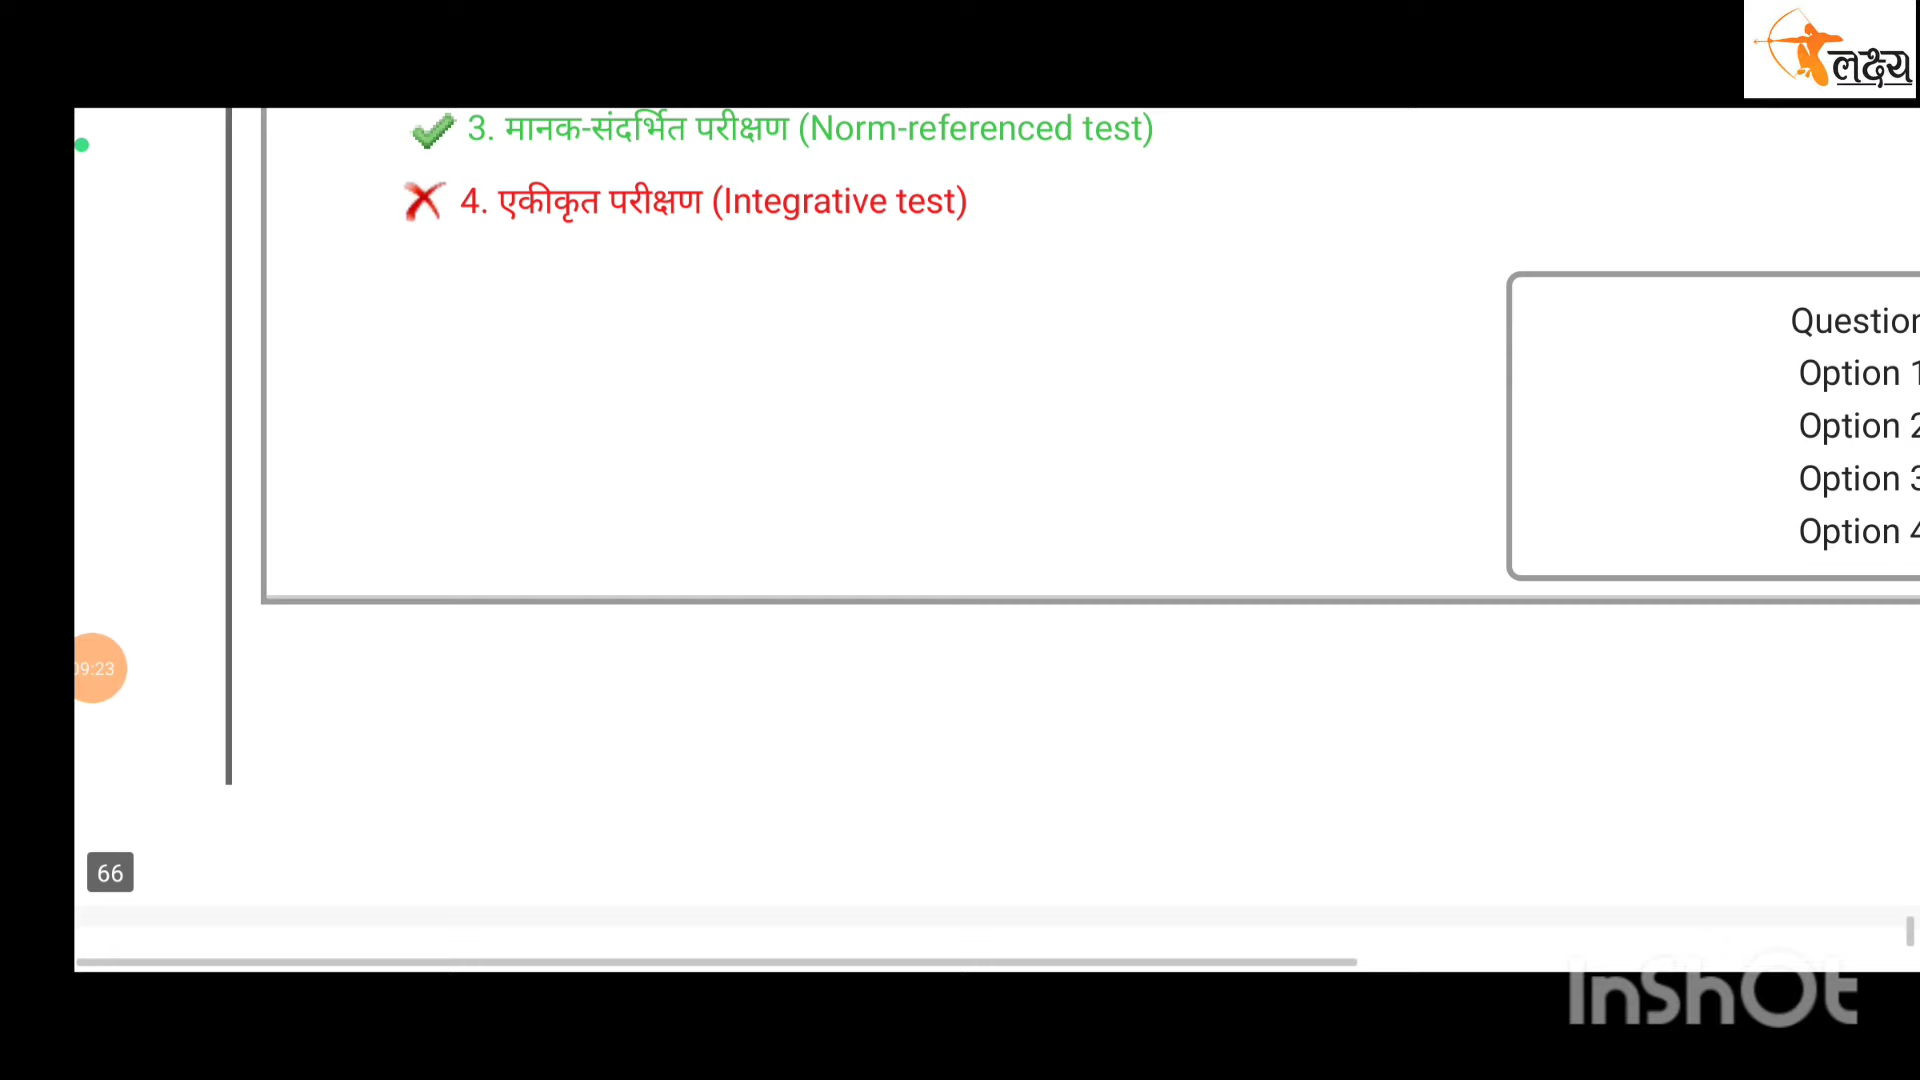 लक्ष्य
3. मानक-संदर्भित परीक्षण (Norm-referenced test)
4. एकीकृत परीक्षण (Integrative test)
Question
Option 1
Option 2
Option 3
Option 4
09:23
66
InShOt